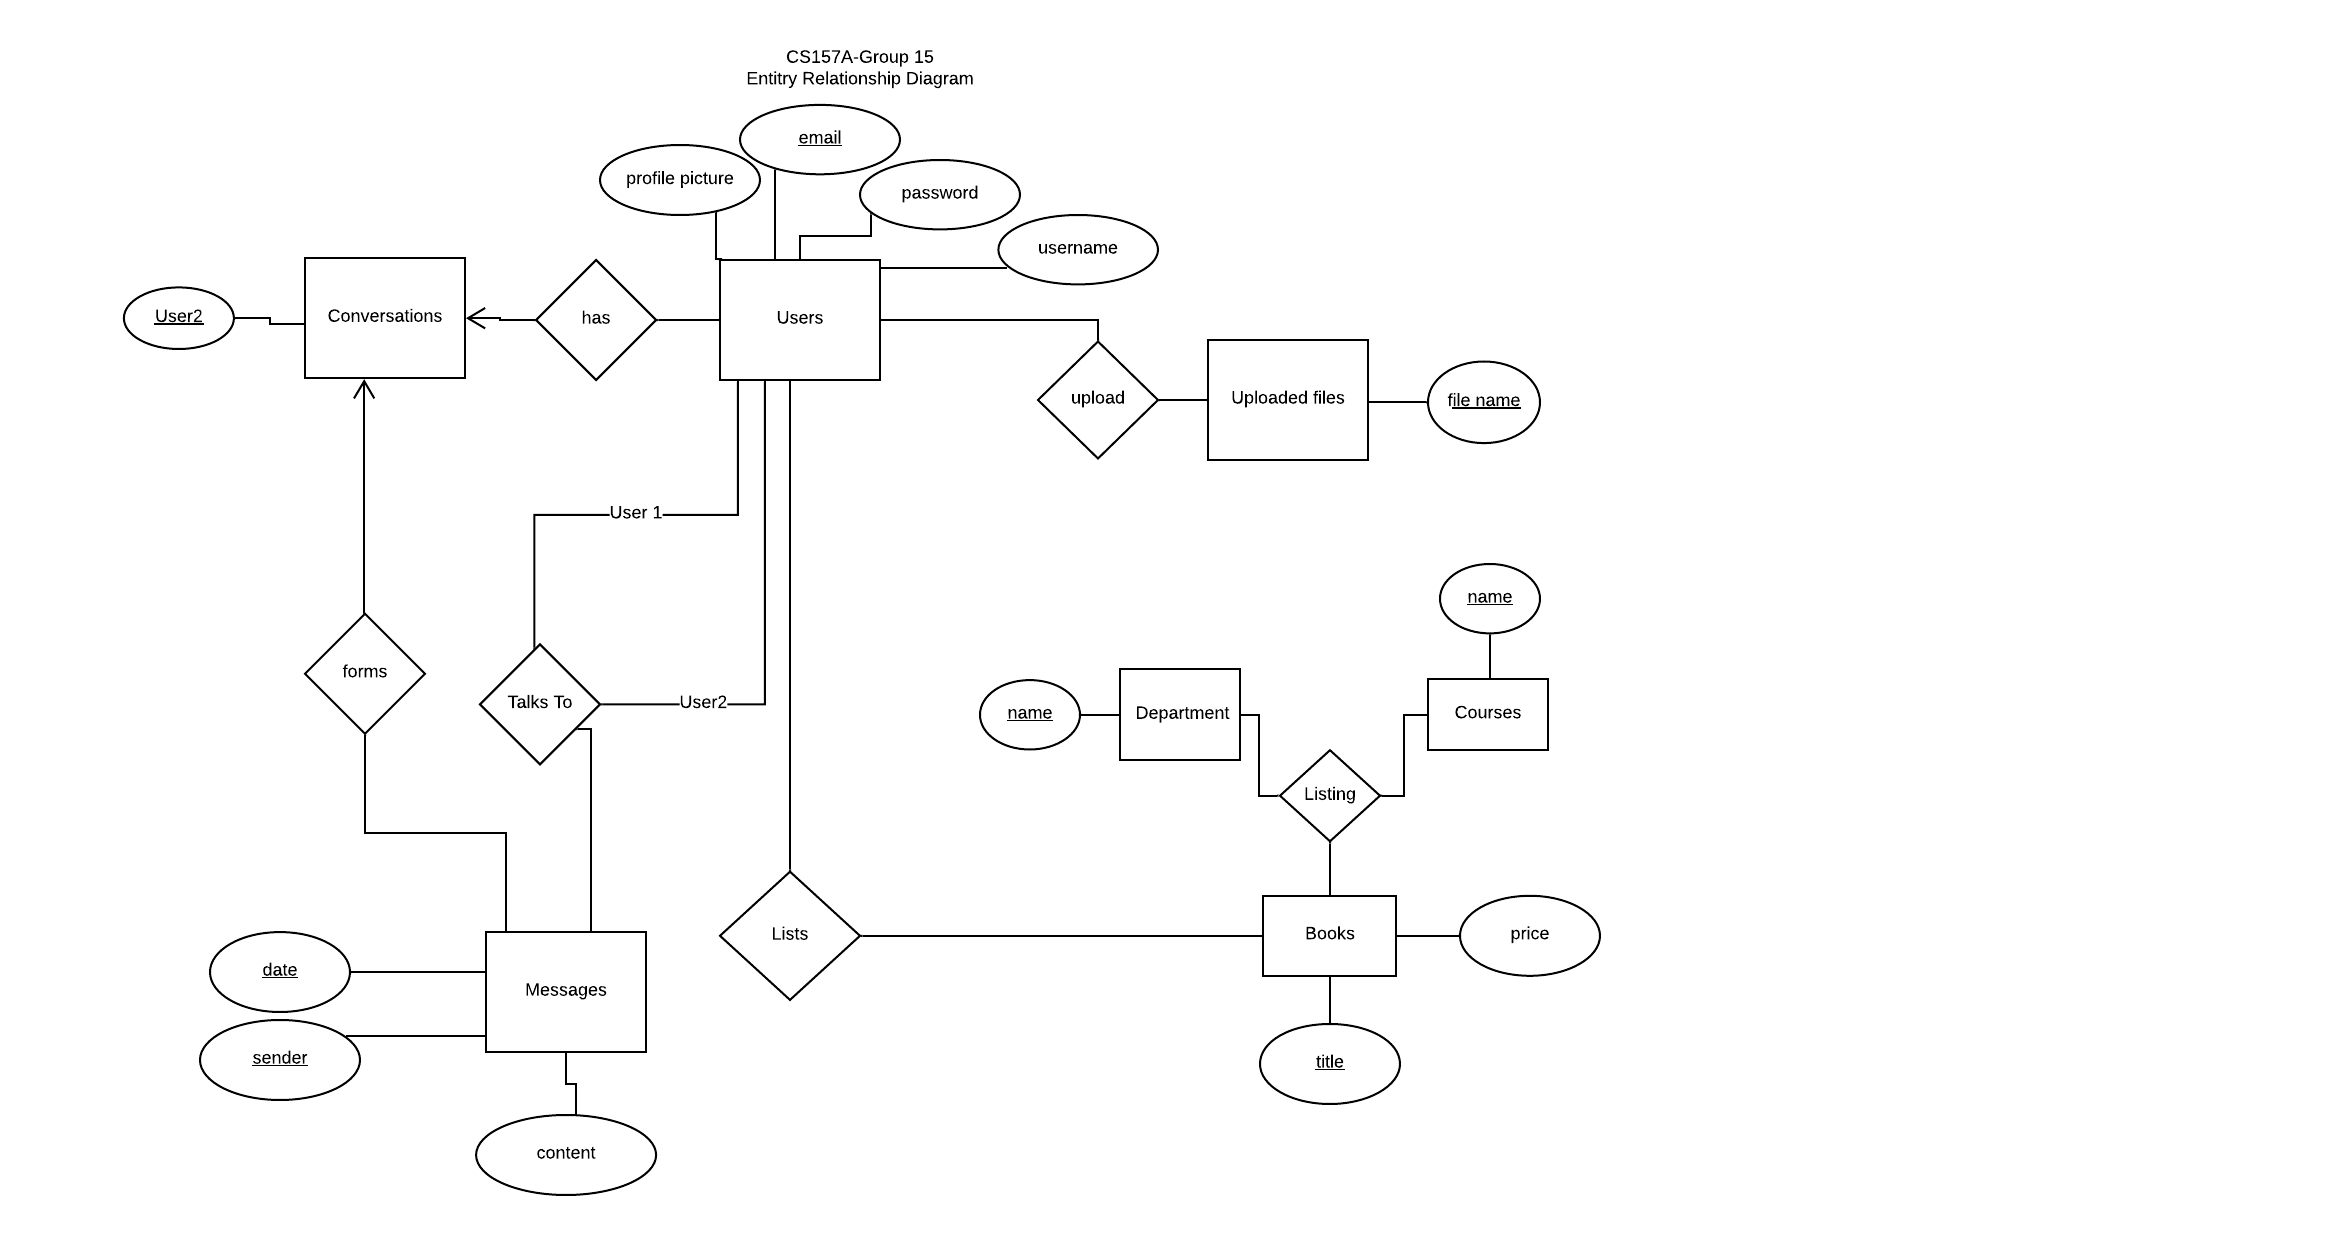 CS157A-Group 15
Entitry Relationship Diagram
email
profile picture
password
username
User2
Conversations
has
Users
upload
Uploaded files
file name
User 1
name
forms
Talks To
User2
name
Department
Courses
Listing
Lists
Books
price
date
Messages
sender
title
content